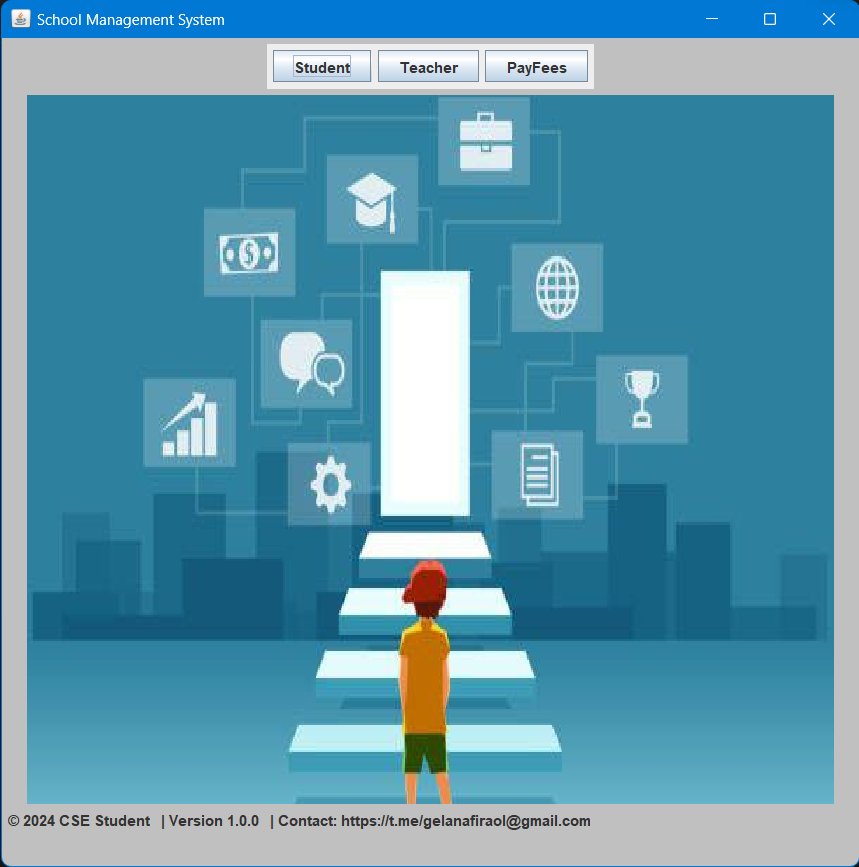 School Management System
Student Teacher PayFees
$
© 2024 CSE Student | Version 1.0.0 | Contact: https://t.me/gelanafiraol@gmail.com